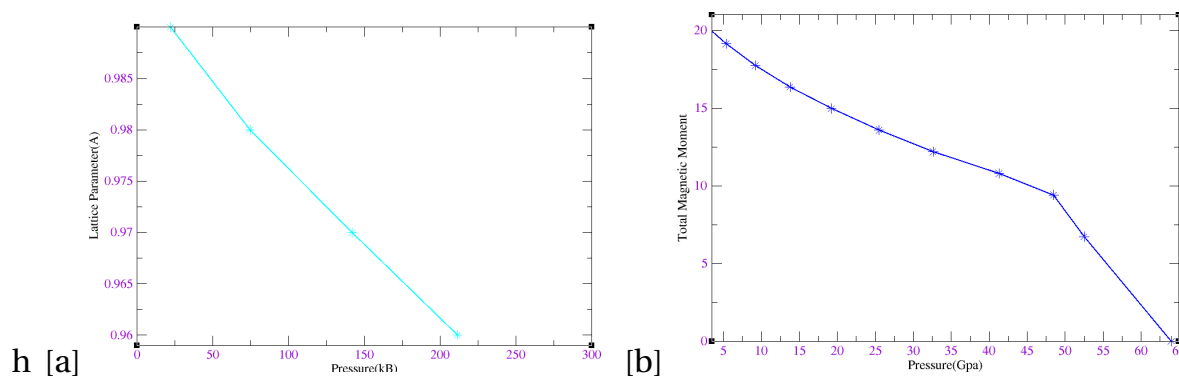 0.985
0.98
0.975
0.97
0.965
0.96
Lattice Parameter(A)
0 50 100 150 200 250 300
Pressure(kB)
h [a]
20
15
10
5
0
Total Magnetic Moment
5 10 15 20 25 30 35 40 45 50 55 60 6
Pressure(Gpa)
[b]